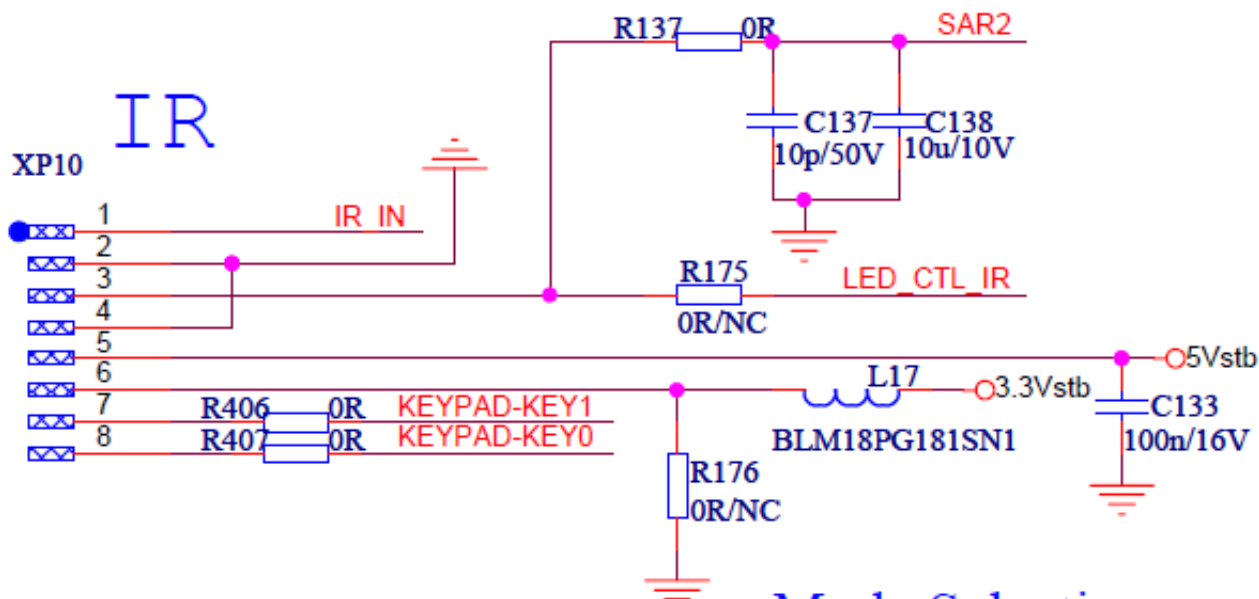 R137 0R SAR2
IR
C137 C138
10p/50V 10u/10V
XP10
1 IR_IN
2
3 R175 LED_CTL_IR
0R/NC
4
5 5Vstb
6 L17 3.3Vstb
7 R406 0R KEYPAD-KEY1
8 R407 0R KEYPAD-KEY0
BLM18PG181SN1
C133
100n/16V
R176
0R/NC